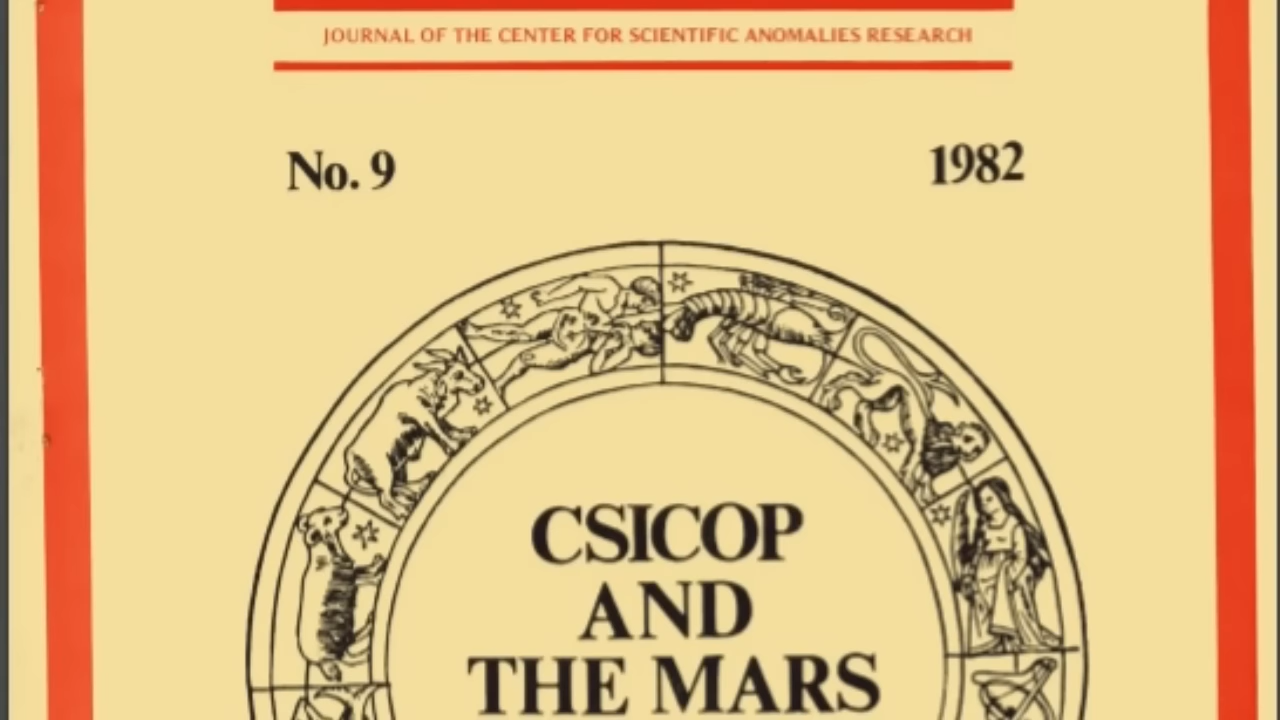 JOURNAL OF THE CENTER FOR SCIENTIFIC ANOMALIES RESEARCH
No. 9
1982
CSICOP
AND
THE MARS